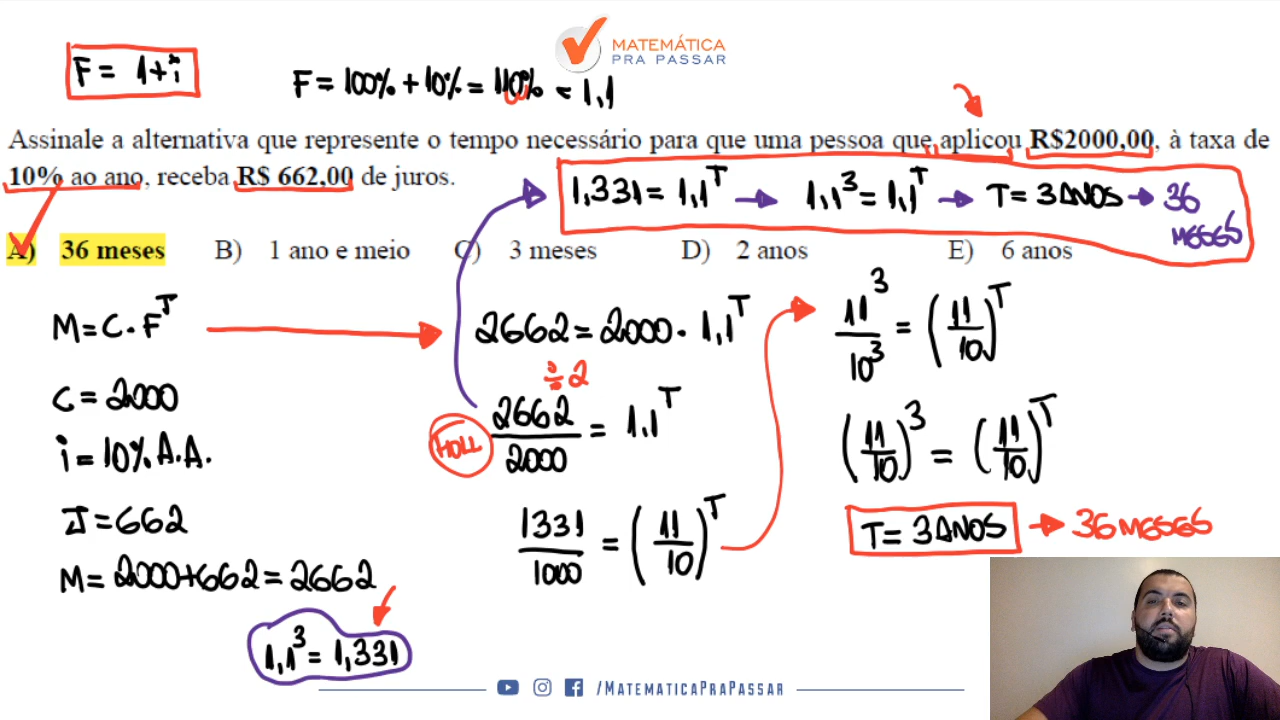 MATEMÁTICA
PRA PASSAR
F = 1+i
F = 100% + 10% = 110% = 1,1
Assinale a alternativa que represente o tempo necessário para que uma pessoa que aplicou R$2000,00, à taxa de
10% ao ano, receba R$ 662,00 de juros.
1,331 = 1,1^T → 1,1^3 = 1,1^T → T = 3 ANOS → 36
MESES
A) 36 meses B) 1 ano e meio C) 3 meses D) 2 anos E) 6 anos
M = C · F^T
C = 2000
i = 10% A.A.
J = 662
M = 2000+662 = 2662
1,1^3 = 1,331
2662 = 2000 · 1,1^T
÷ 2
2662/2000 = 1,1^T
1331/1000 = (11/10)^T
11^3/10^3 = (11/10)^T
(11/10)^3 = (11/10)^T
T = 3 ANOS → 36 MESES
/MATEMATICAPRAPASSAR